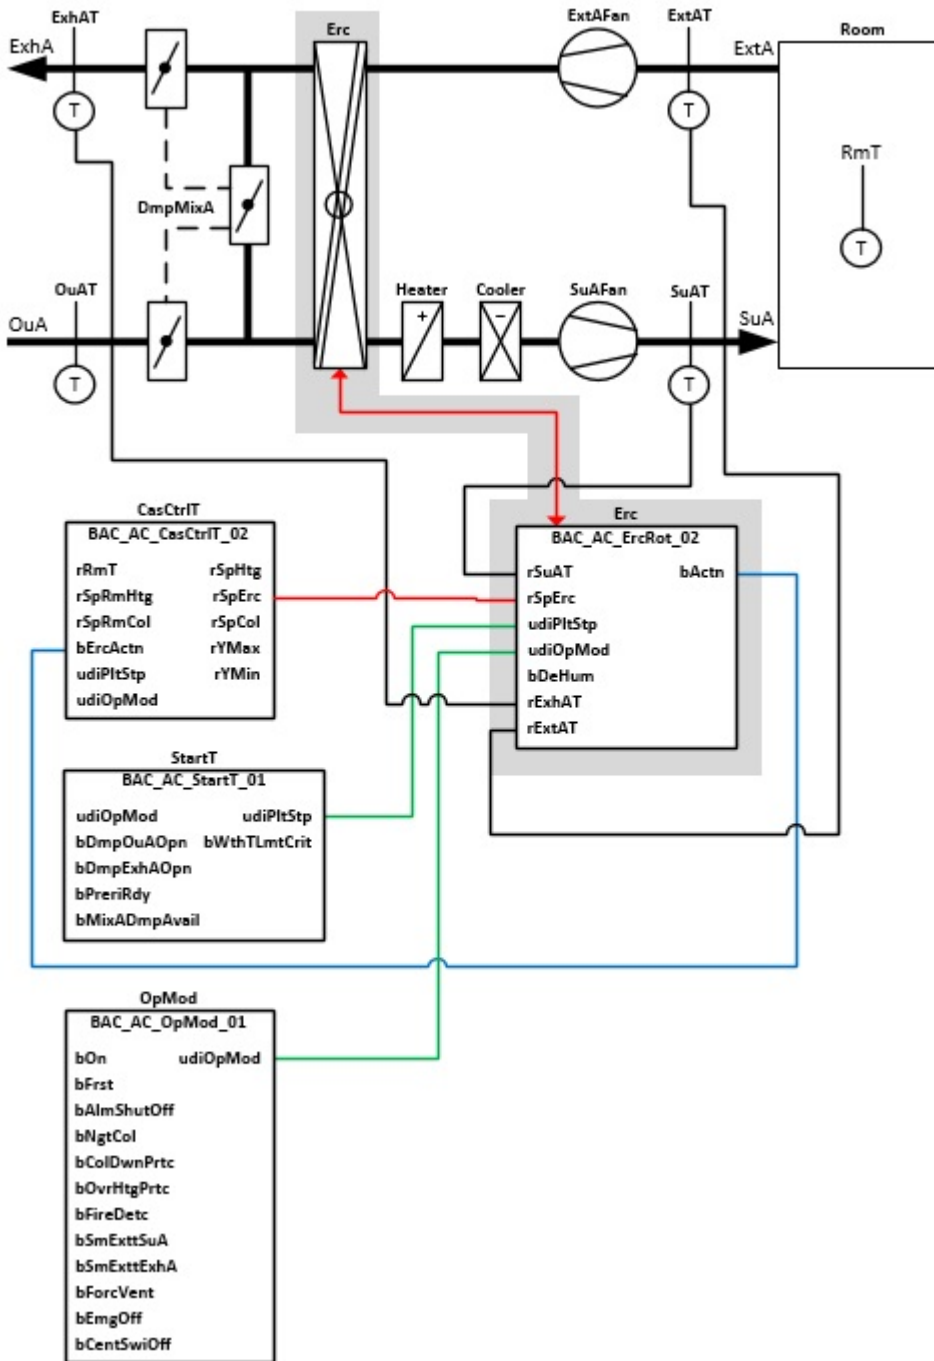 ExhAT Erc ExtAFan ExtAT Room
ExhA ExtA
T T
RmT
DmpMixA
T
OuAT Heater Cooler SuAFan SuAT
OuA + − SuA
T T
CasCtrlT Erc
BAC_AC_CasCtrlT_02 BAC_AC_ErcRot_02
rRmT rSpHtg rSuAT bActn
rSpRmHtg rSpErc rSpErc
rSpRmCol rSpCol udiPltStp
bErcActn rYMax udiOpMod
udiPltStp rYMin bDeHum
udiOpMod rExhAT
rExtAT
StartT
BAC_AC_StartT_01
udiOpMod udiPltStp
bDmpOuAOpn bWthTLmtCrit
bDmpExhAOpn
bPreriRdy
bMixADmpAvail
OpMod
BAC_AC_OpMod_01
bOn udiOpMod
bFrst
bAlmShutOff
bNgtCol
bColDwnPrtc
bOvrHtgPrtc
bFireDetc
bSmExttSuA
bSmExttExhA
bForcVent
bEmgOff
bCentSwiOff